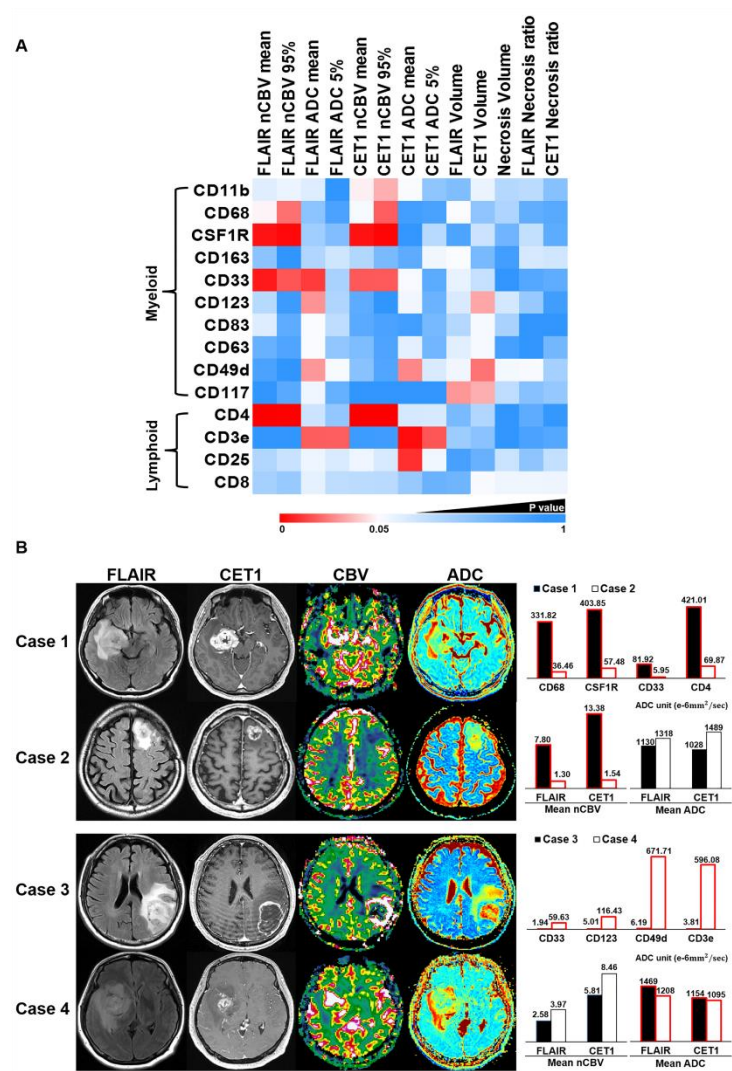 A
FLAIR nCBV mean
FLAIR nCBV 95%
FLAIR ADC mean
FLAIR ADC 5%
CET1 nCBV mean
CET1 nCBV 95%
CET1 ADC mean
CET1 ADC 5%
FLAIR Volume
CET1 Volume
Necrosis Volume
FLAIR Necrosis ratio
CET1 Necrosis ratio
Myeloid
CD11b
CD68
CSF1R
CD163
CD33
CD123
CD83
CD63
CD49d
CD117
Lymphoid
CD4
CD3e
CD25
CD8
P value
0 0.05 1
B
FLAIR CET1 CBV ADC
Case 1
Case 1 Case 2
331.82 36.46 403.85 57.48 81.92 5.95 421.01 69.87
CD68 CSF1R CD33 CD4
Case 2
ADC unit (e-6mm²/sec)
7.80 1.30 13.38 1.54 1130 1318 1028 1489
FLAIR CET1 FLAIR CET1
Mean nCBV Mean ADC
Case 3
Case 3 Case 4
1.94 59.63 5.01 116.43 6.19 671.71 3.81 596.08
CD33 CD123 CD49d CD3e
Case 4
ADC unit (e-6mm²/sec)
2.58 3.97 5.81 8.46 1469 1208 1154 1095
FLAIR CET1 FLAIR CET1
Mean nCBV Mean ADC